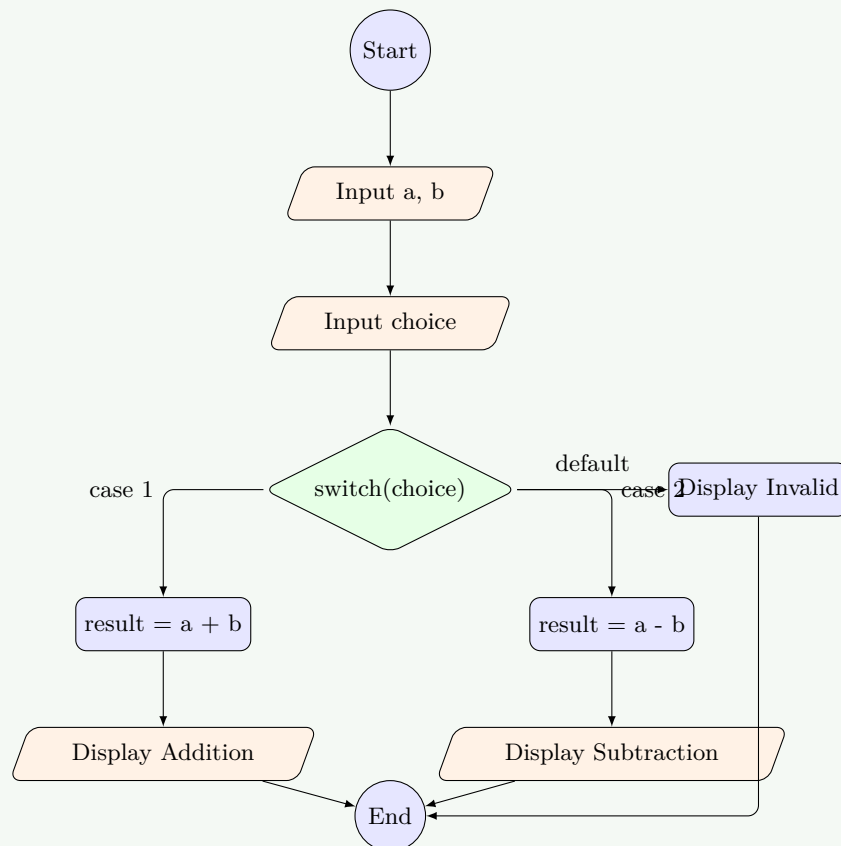 Start
Input a, b
Input choice
switch(choice)
case 1
default
case 2
Display Invalid
result = a + b
result = a - b
Display Addition
Display Subtraction
End